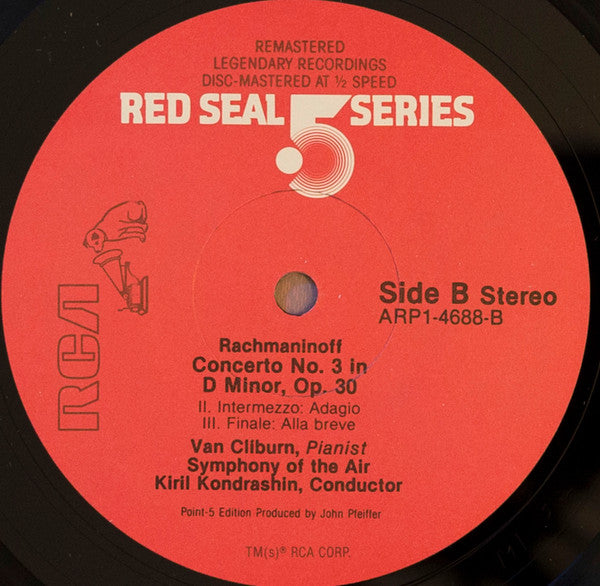 REMASTERED
LEGENDARY RECORDINGS
DISC-MASTERED AT ½ SPEED
RED SEAL .5 SERIES
RCA
Side B Stereo
ARP1-4688-B
Rachmaninoff
Concerto No. 3 in
D Minor, Op. 30
II. Intermezzo: Adagio
III. Finale: Alla breve
Van Cliburn, Pianist
Symphony of the Air
Kiril Kondrashin, Conductor
Point-5 Edition Produced by John Pfeiffer
TM(s)® RCA CORP.